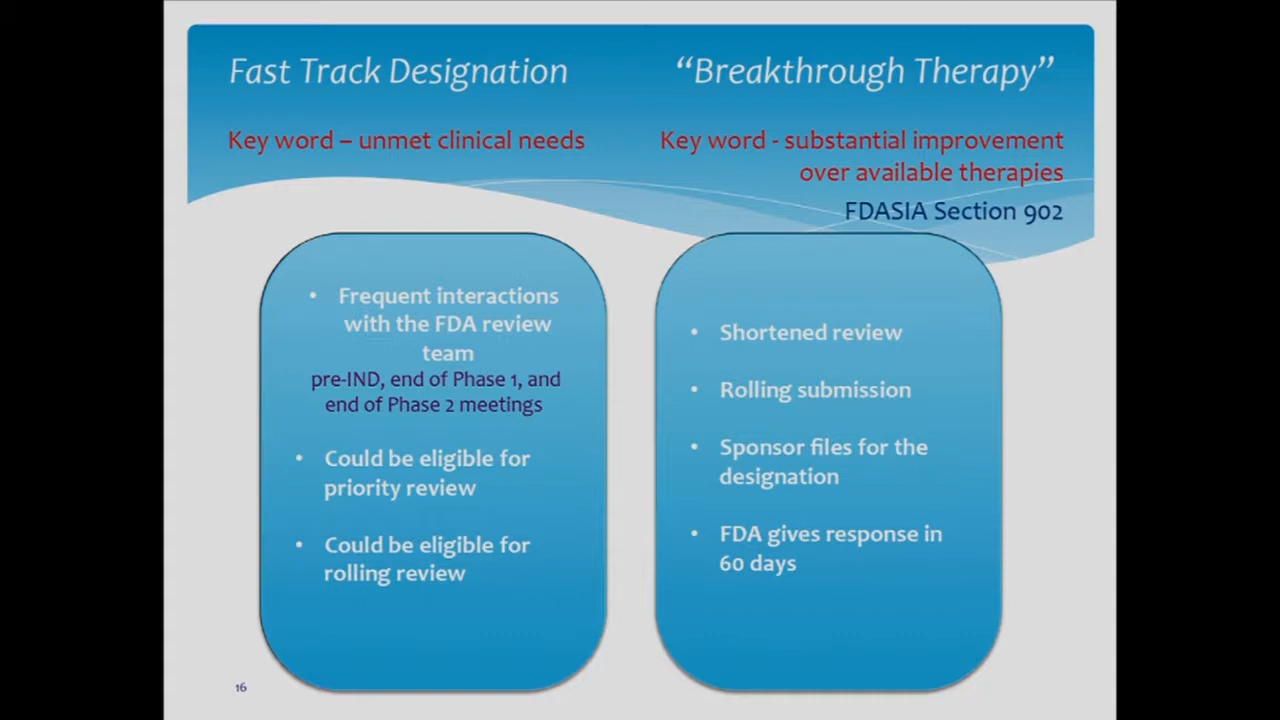 Fast Track Designation
Key word – unmet clinical needs
"Breakthrough Therapy"
Key word - substantial improvement
over available therapies
FDASIA Section 902
• Frequent interactions
with the FDA review
team
pre-IND, end of Phase 1, and
end of Phase 2 meetings
• Could be eligible for
priority review
• Could be eligible for
rolling review
• Shortened review
• Rolling submission
• Sponsor files for the
designation
• FDA gives response in
60 days
16